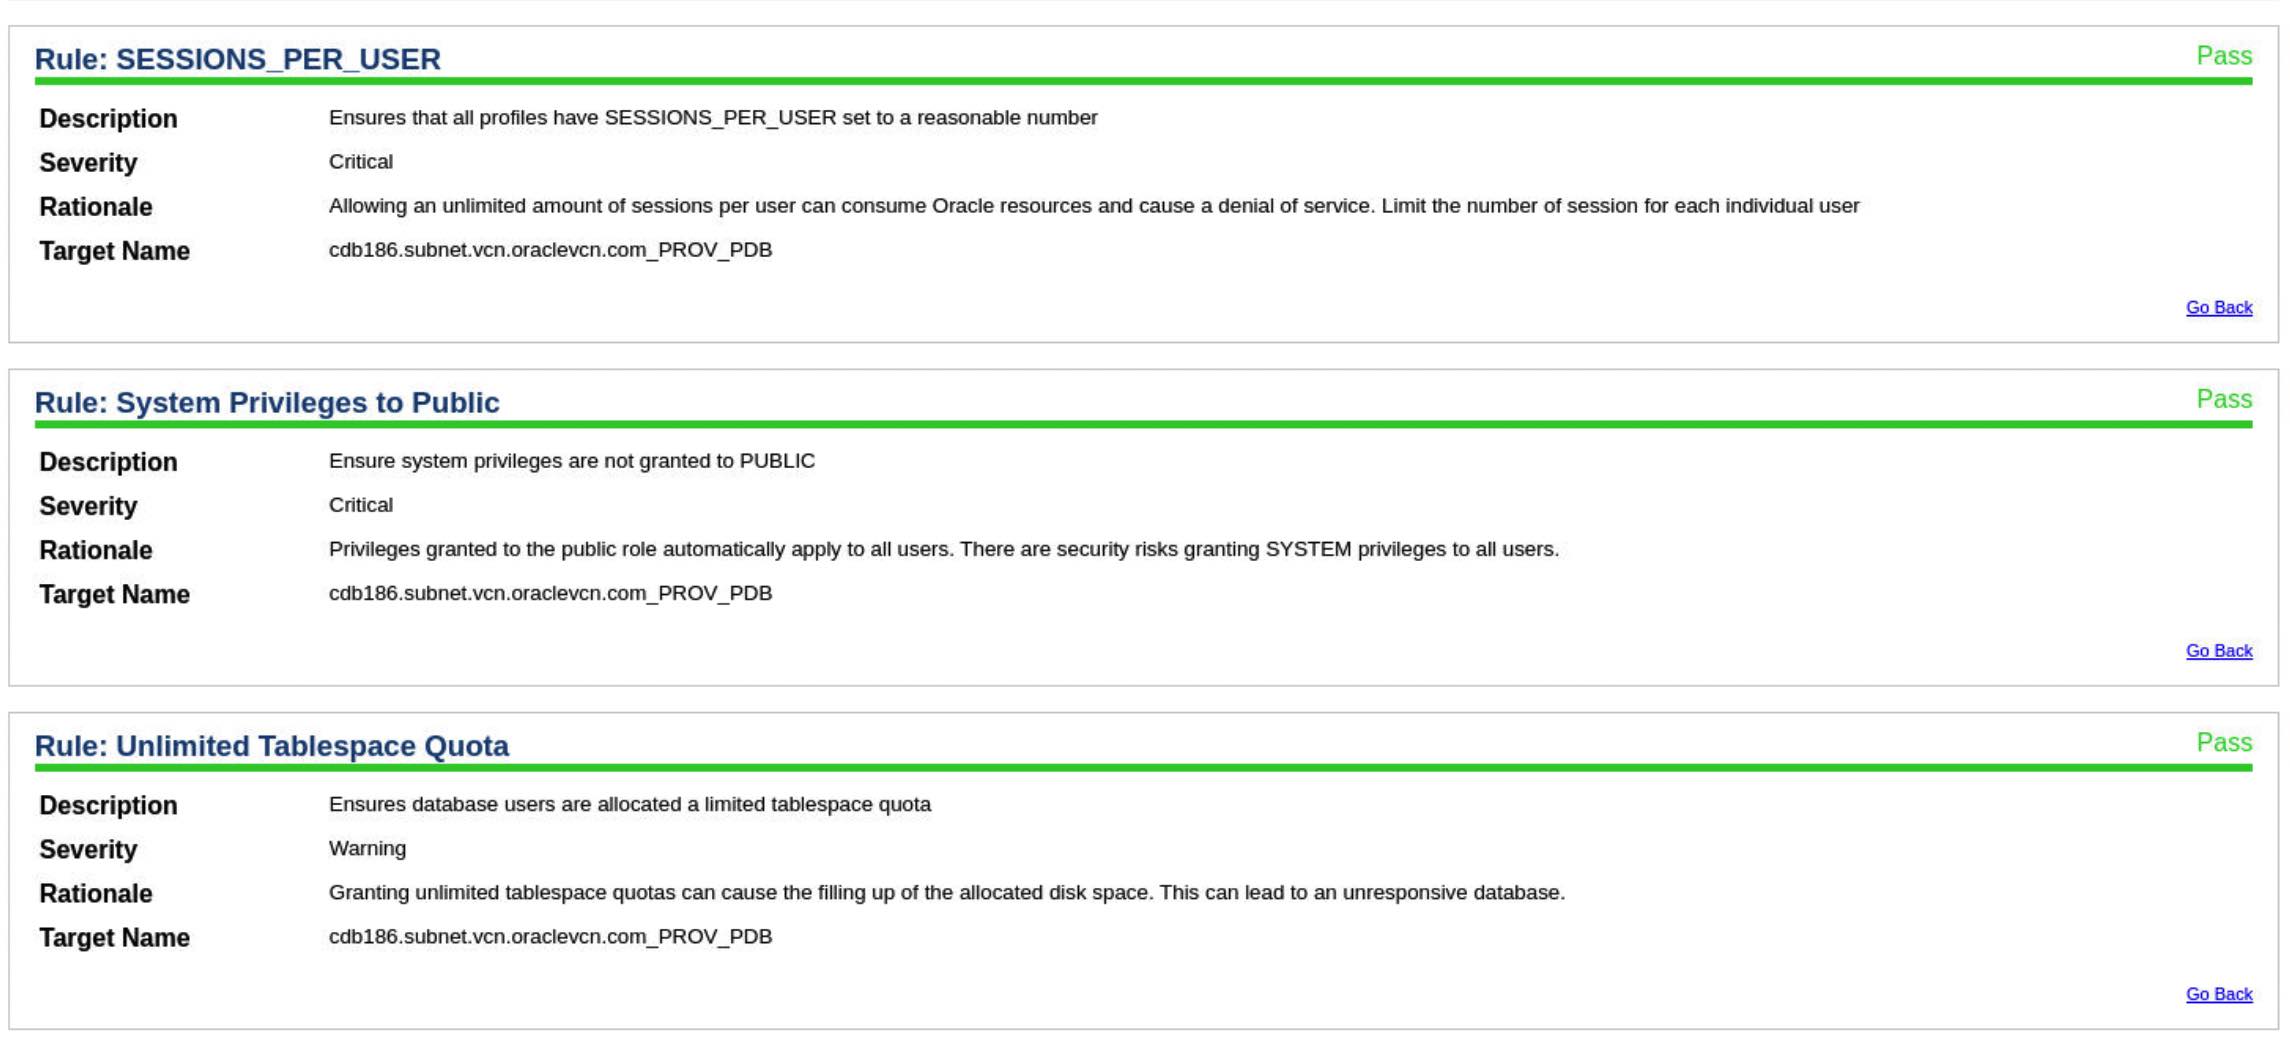 Rule: SESSIONS_PER_USER Pass
Description Ensures that all profiles have SESSIONS_PER_USER set to a reasonable number
Severity Critical
Rationale Allowing an unlimited amount of sessions per user can consume Oracle resources and cause a denial of service. Limit the number of session for each individual user
Target Name cdb186.subnet.vcn.oraclevcn.com_PROV_PDB
Go Back
Rule: System Privileges to Public Pass
Description Ensure system privileges are not granted to PUBLIC
Severity Critical
Rationale Privileges granted to the public role automatically apply to all users. There are security risks granting SYSTEM privileges to all users.
Target Name cdb186.subnet.vcn.oraclevcn.com_PROV_PDB
Go Back
Rule: Unlimited Tablespace Quota Pass
Description Ensures database users are allocated a limited tablespace quota
Severity Warning
Rationale Granting unlimited tablespace quotas can cause the filling up of the allocated disk space. This can lead to an unresponsive database.
Target Name cdb186.subnet.vcn.oraclevcn.com_PROV_PDB
Go Back